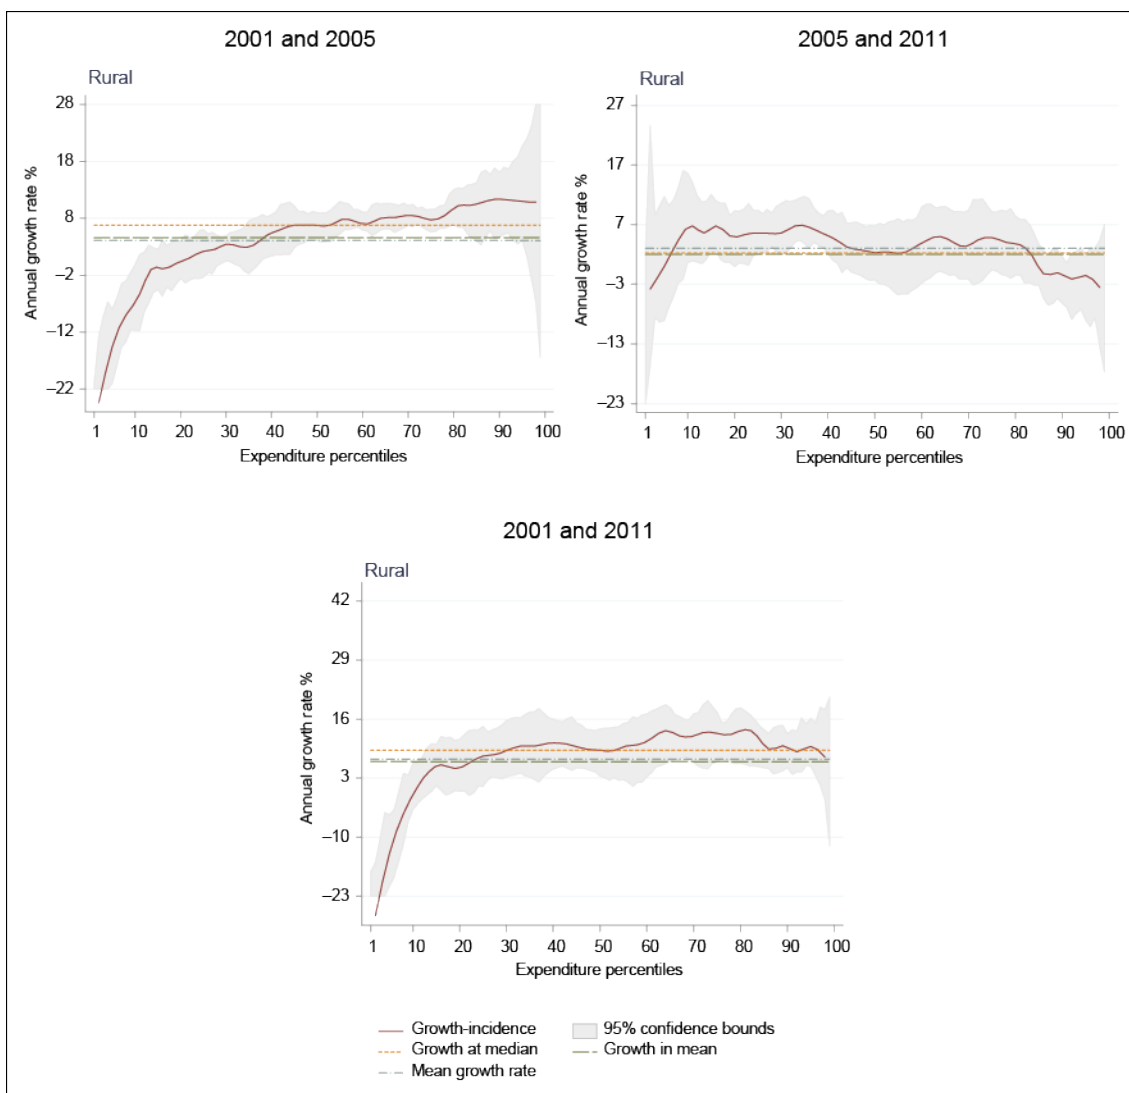 2001 and 2005
Rural
Annual growth rate %
28
18
8
–2
–12
–22
1 10 20 30 40 50 60 70 80 90 100
Expenditure percentiles
2005 and 2011
Rural
Annual growth rate %
27
17
7
–3
–13
–23
1 10 20 30 40 50 60 70 80 90 100
Expenditure percentiles
2001 and 2011
Rural
Annual growth rate %
42
29
16
3
–10
–23
1 10 20 30 40 50 60 70 80 90 100
Expenditure percentiles
Growth-incidence
95% confidence bounds
Growth at median
Growth in mean
Mean growth rate